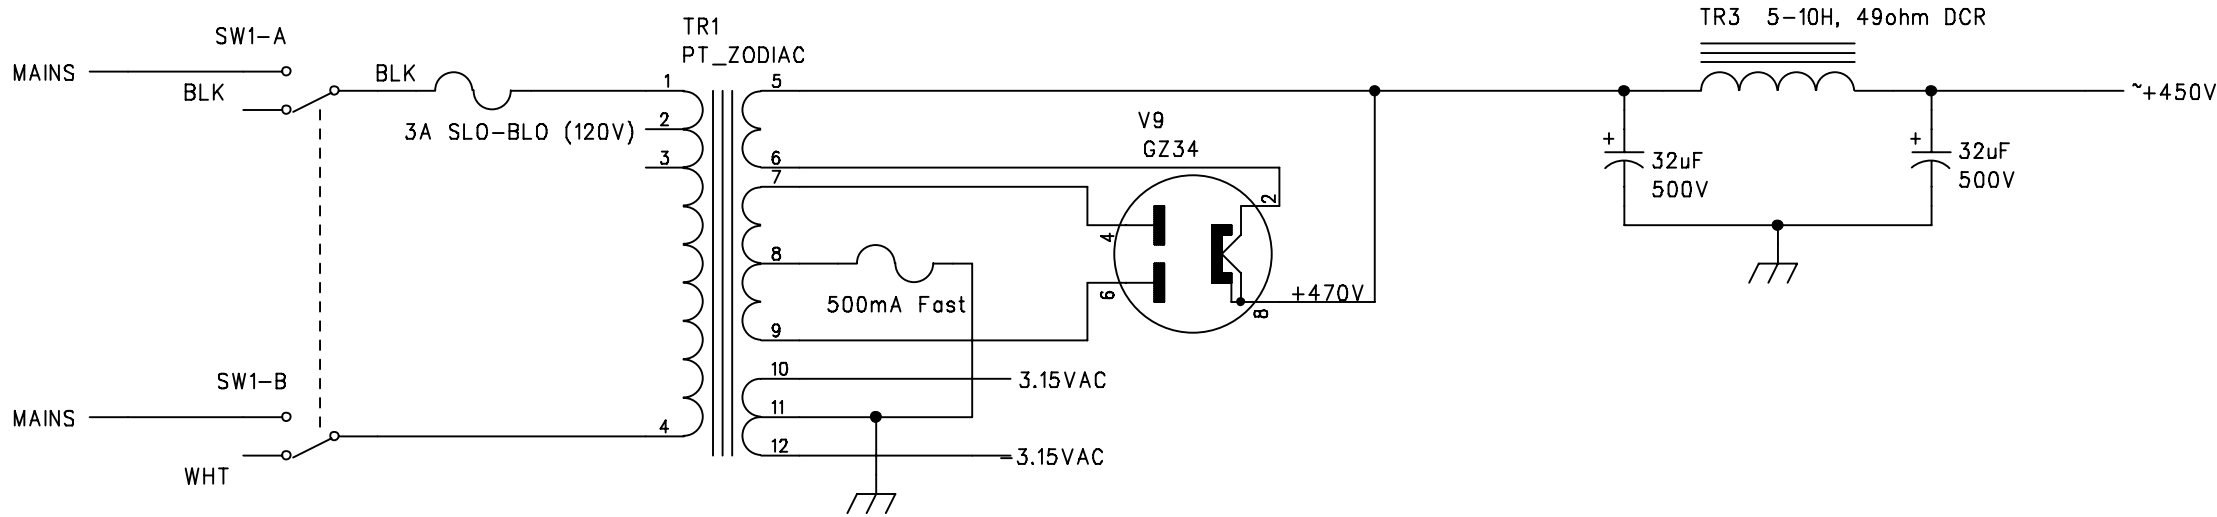 TR3 5-10H, 49ohm DCR
TR1
PT_ZODIAC
SW1-A
MAINS
BLK
BLK
1
5
~+450V
3A SLO-BLO (120V)
2
3
V9
GZ34
+
32uF
500V
+
32uF
500V
6
7
2
4
8
500mA Fast
6
+470V
8
9
10
3.15VAC
SW1-B
MAINS
11
4
12
-3.15VAC
WHT